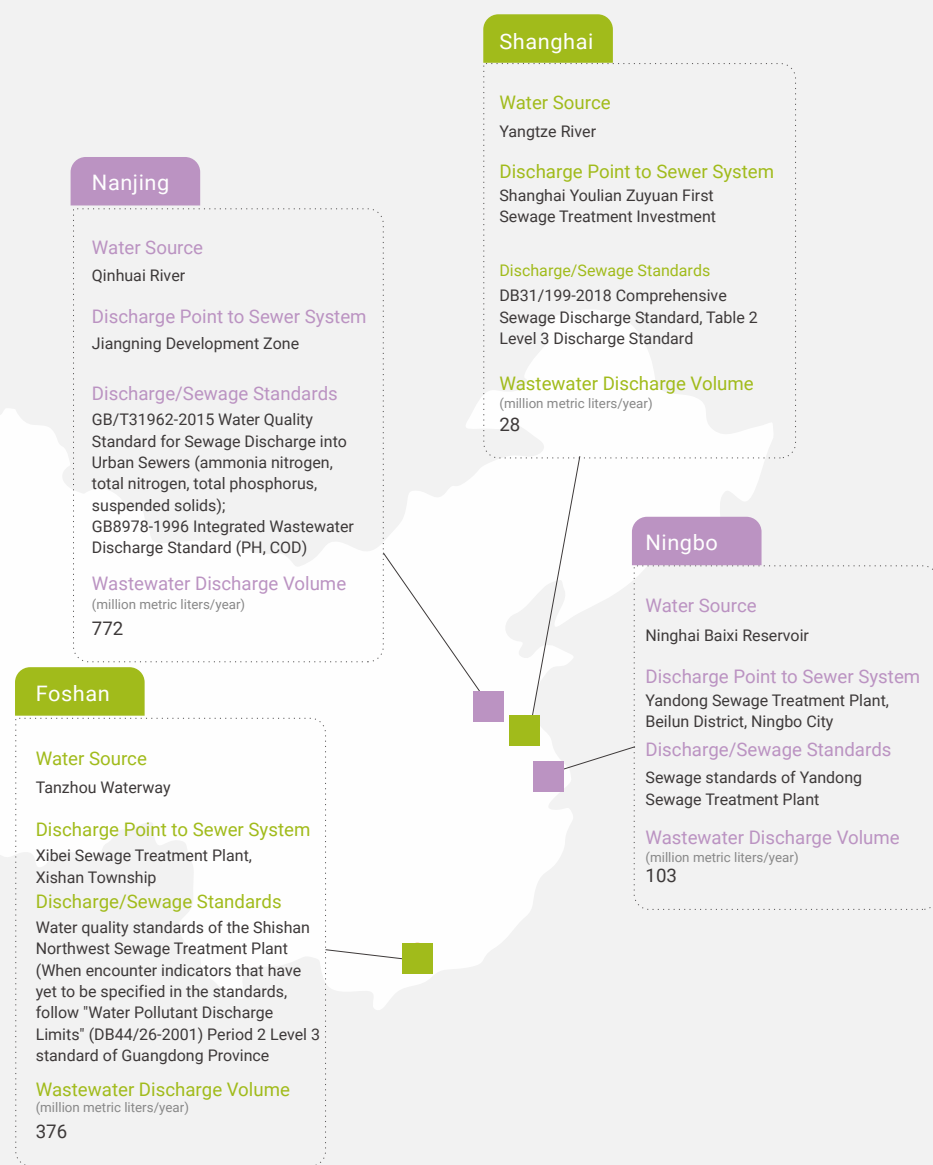 Shanghai
Water Source
Yangtze River
Discharge Point to Sewer System
Shanghai Youlian Zuyuan First
Sewage Treatment Investment
Discharge/Sewage Standards
DB31/199-2018 Comprehensive
Sewage Discharge Standard, Table 2
Level 3 Discharge Standard
Wastewater Discharge Volume
(million metric liters/year)
28
Nanjing
Water Source
Qinhuai River
Discharge Point to Sewer System
Jiangning Development Zone
Discharge/Sewage Standards
GB/T31962-2015 Water Quality
Standard for Sewage Discharge into
Urban Sewers (ammonia nitrogen,
total nitrogen, total phosphorus,
suspended solids);
GB8978-1996 Integrated Wastewater
Discharge Standard (PH, COD)
Wastewater Discharge Volume
(million metric liters/year)
772
Ningbo
Water Source
Ninghai Baixi Reservoir
Discharge Point to Sewer System
Yandong Sewage Treatment Plant,
Beilun District, Ningbo City
Discharge/Sewage Standards
Sewage standards of Yandong
Sewage Treatment Plant
Wastewater Discharge Volume
(million metric liters/year)
103
Foshan
Water Source
Tanzhou Waterway
Discharge Point to Sewer System
Xibei Sewage Treatment Plant,
Xishan Township
Discharge/Sewage Standards
Water quality standards of the Shishan
Northwest Sewage Treatment Plant
(When encounter indicators that have
yet to be specified in the standards,
follow "Water Pollutant Discharge
Limits" (DB44/26-2001) Period 2 Level 3
standard of Guangdong Province
Wastewater Discharge Volume
(million metric liters/year)
376